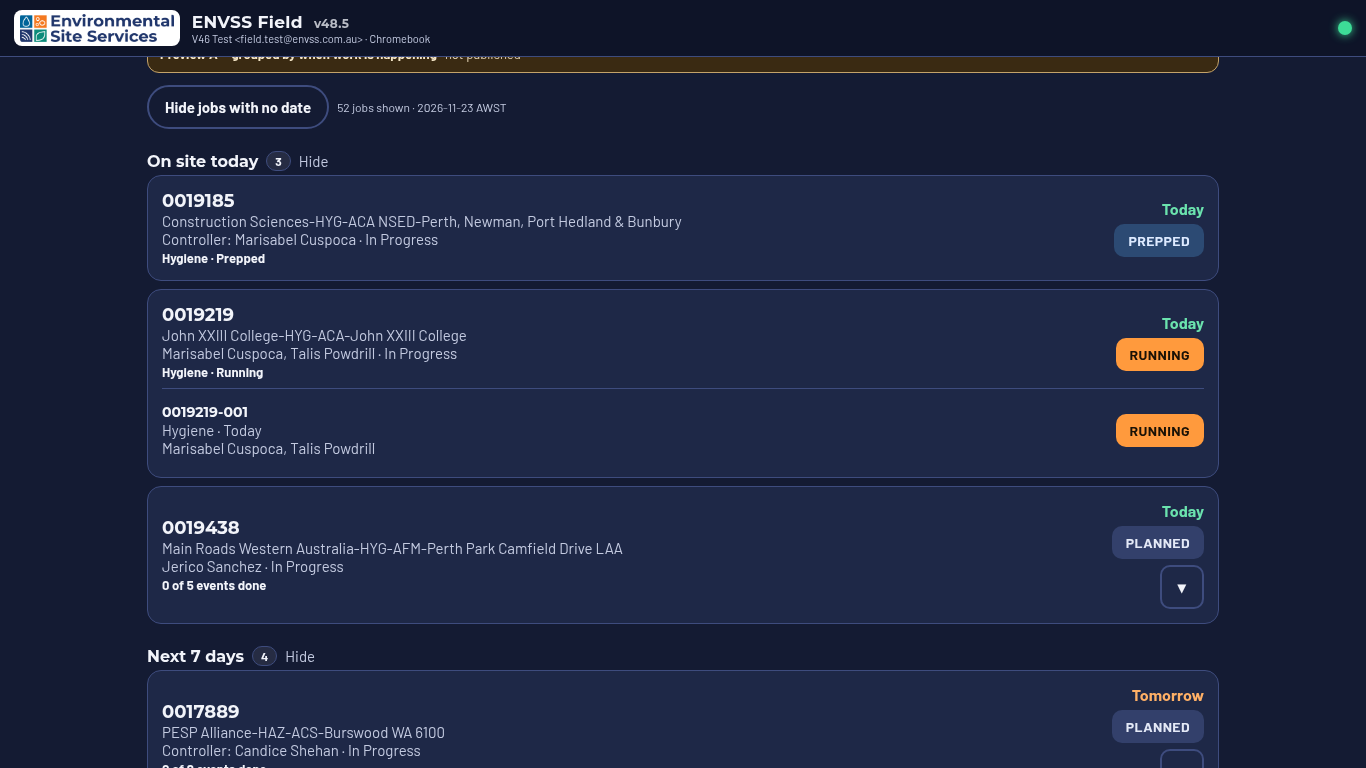 Environmental
Site Services
ENVSS Field v48.5
V46 Test <field.test@envss.com.au> · Chromebook
Hide jobs with no date
52 jobs shown · 2026-11-23 AWST
On site today 3 Hide
0019185
Construction Sciences-HYG-ACA NSED-Perth, Newman, Port Hedland & Bunbury
Controller: Marisabel Cuspoca · In Progress
Hygiene · Prepped
Today
PREPPED
0019219
John XXIII College-HYG-ACA-John XXIII College
Marisabel Cuspoca, Talis Powdrill · In Progress
Hygiene · Running
Today
RUNNING
0019219-001
Hygiene · Today
Marisabel Cuspoca, Talis Powdrill
RUNNING
0019438
Main Roads Western Australia-HYG-AFM-Perth Park Camfield Drive LAA
Jerico Sanchez · In Progress
0 of 5 events done
Today
PLANNED
▼
Next 7 days 4 Hide
0017889
PESP Alliance-HAZ-ACS-Burswood WA 6100
Controller: Candice Shehan · In Progress
Tomorrow
PLANNED